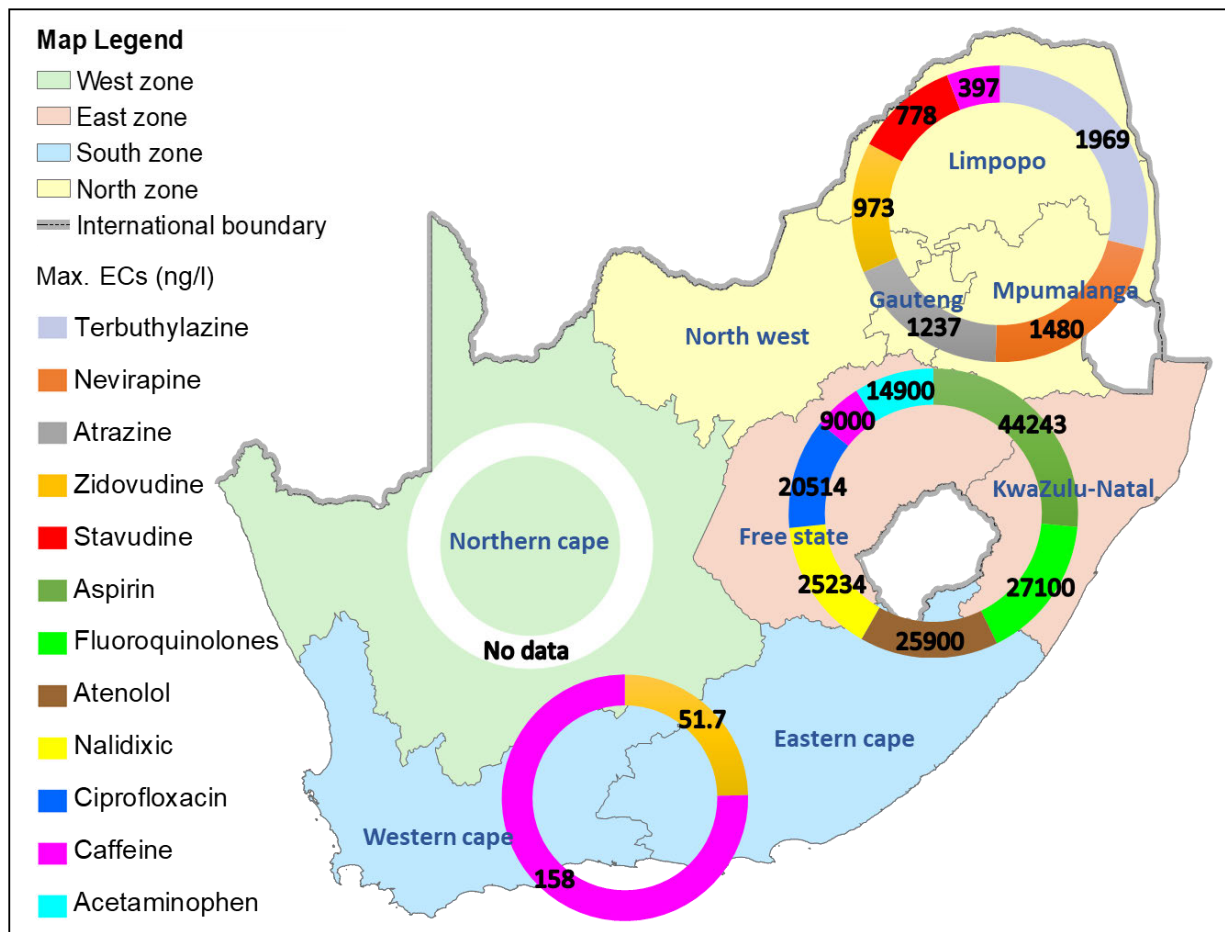 Map Legend
West zone
East zone
South zone
North zone
International boundary
Max. ECs (ng/l)
Terbuthylazine
Nevirapine
Atrazine
Zidovudine
Stavudine
Aspirin
Fluoroquinolones
Atenolol
Nalidixic
Ciprofloxacin
Caffeine
Acetaminophen
397
778
1969
Limpopo
973
Gauteng
Mpumalanga
1237
1480
North west
14900
9000
44243
20514
KwaZulu-Natal
Free state
25234
27100
25900
Northern cape
No data
51.7
Eastern cape
Western cape
158